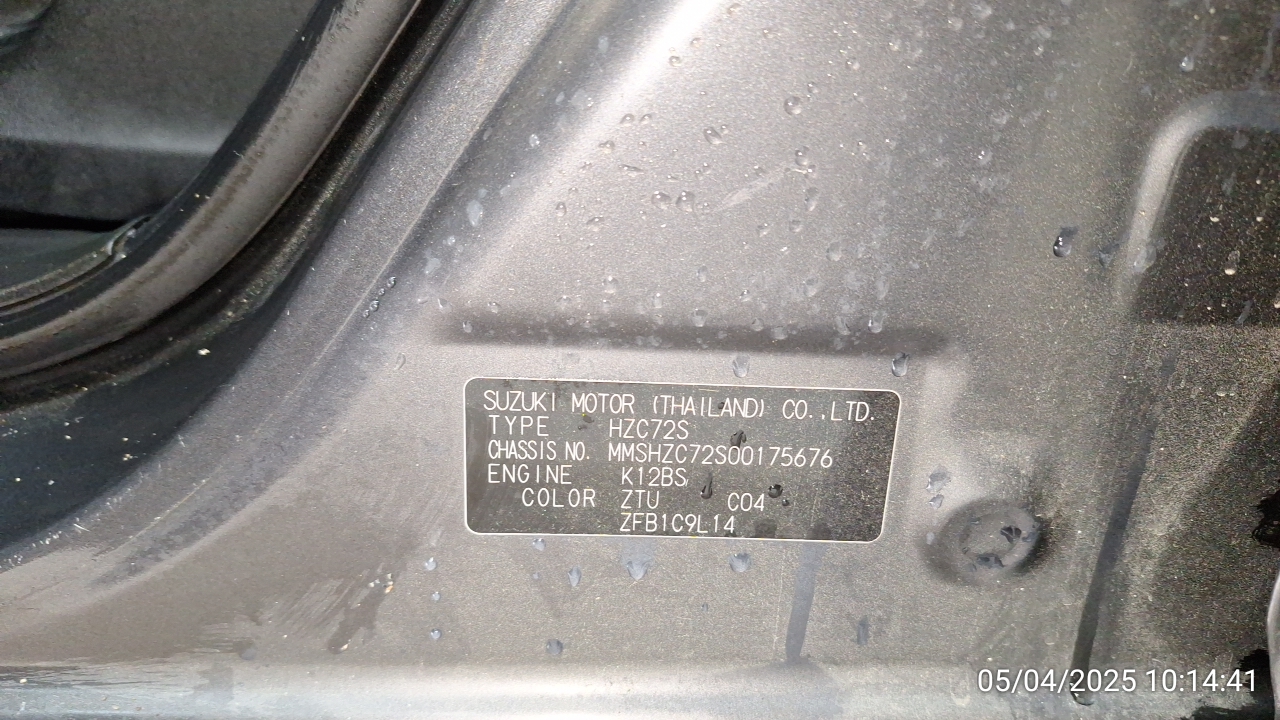 SUZUKI MOTOR (THAILAND) CO.,LTD.
TYPE HZC72S
CHASSIS NO. MMSHZC72S00175676
ENGINE K12BS
COLOR ZTU C04
ZFB1C9L14
05/04/2025 10:14:41